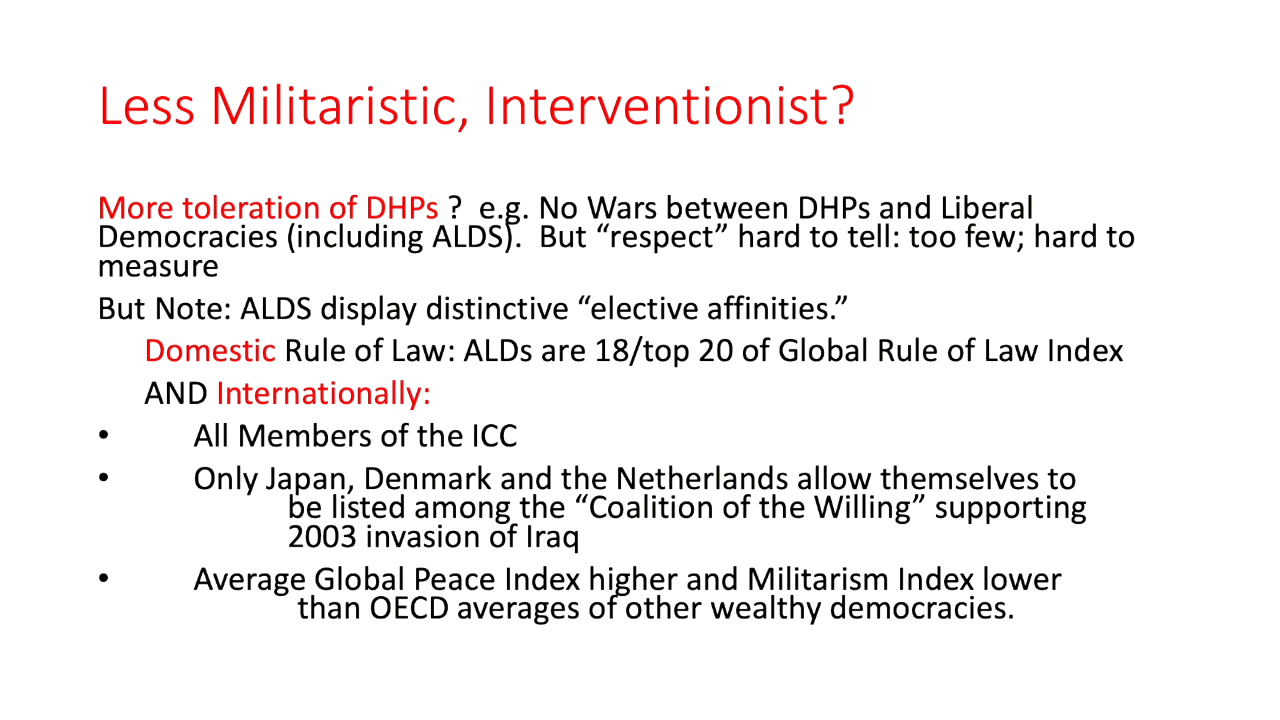 Less Militaristic, Interventionist?
More toleration of DHPs ?  e.g. No Wars between DHPs and Liberal
Democracies (including ALDS).  But “respect” hard to tell: too few; hard to
measure
But Note: ALDS display distinctive “elective affinities.”
Domestic Rule of Law: ALDs are 18/top 20 of Global Rule of Law Index
AND Internationally:
• All Members of the ICC
• Only Japan, Denmark and the Netherlands allow themselves to
be listed among the “Coalition of the Willing” supporting
2003 invasion of Iraq
• Average Global Peace Index higher and Militarism Index lower
than OECD averages of other wealthy democracies.